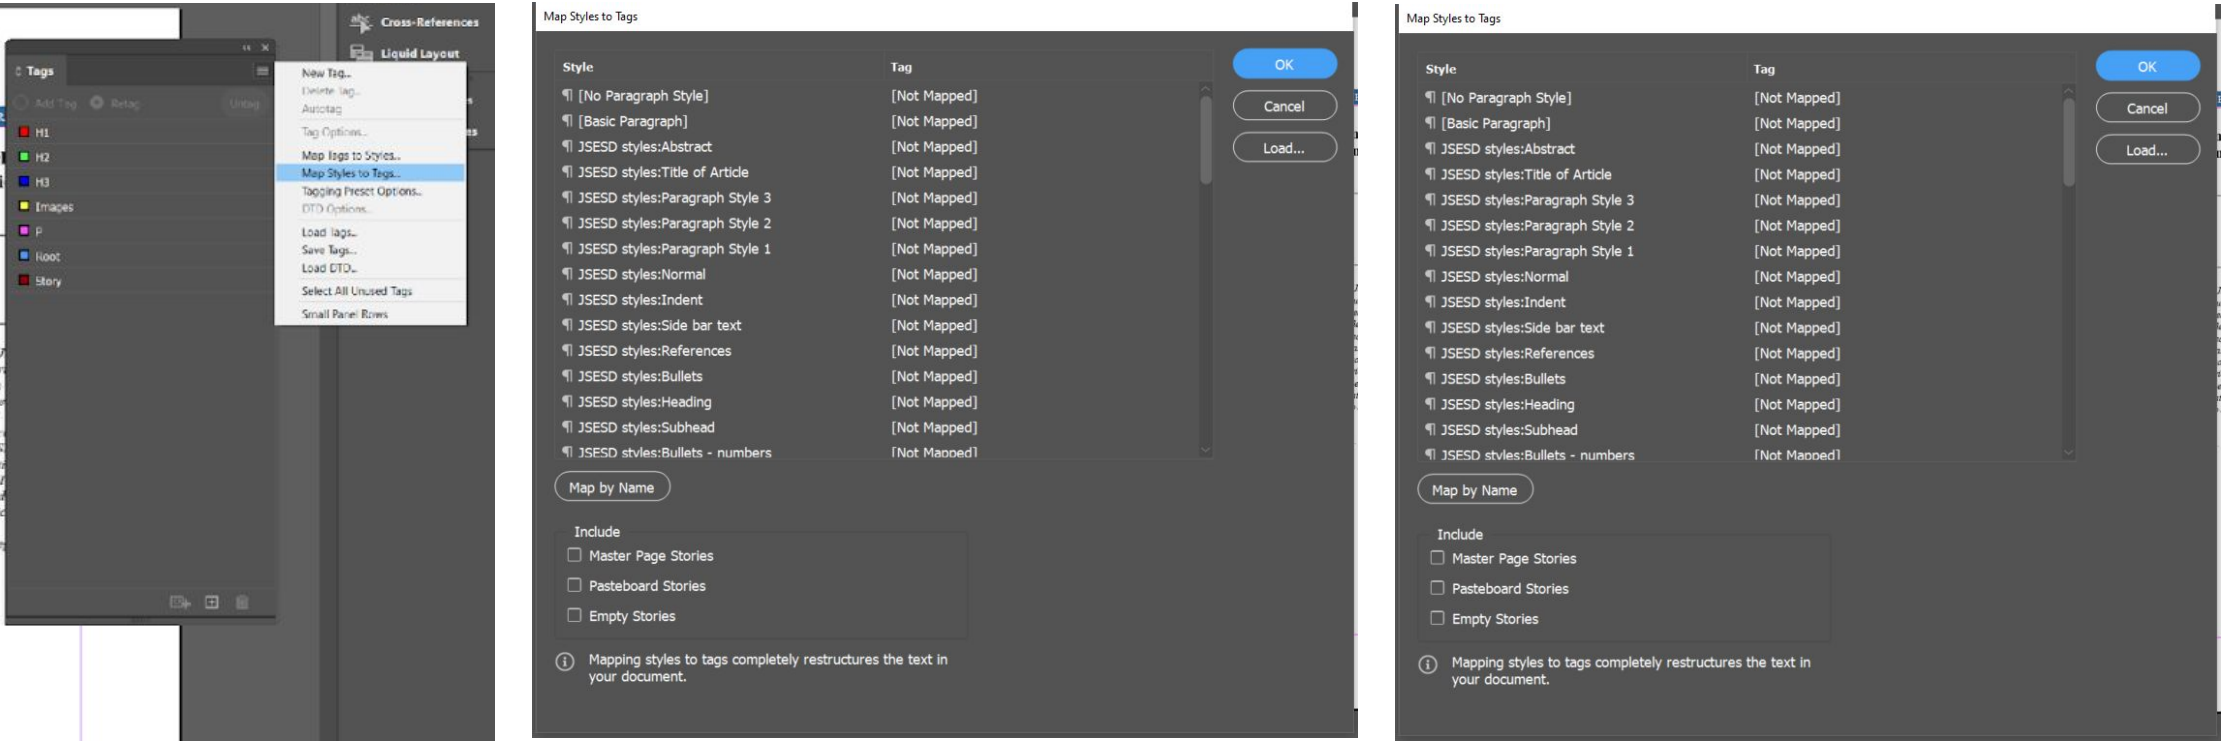 Cross-References
Liquid Layout
Tags
Add Tag
Retag
Untag
H1
H2
H3
Images
P
Root
Story
New Tag...
Delete Tag...
Autotag
Tag Options...
Map Tags to Styles...
Map Styles to Tags...
Tagging Preset Options...
DTD Options...
Load Tags...
Save Tags...
Load DTD...
Select All Unused Tags
Small Panel Rows
Map Styles to Tags
Style Tag
¶ [No Paragraph Style] [Not Mapped]
¶ [Basic Paragraph] [Not Mapped]
¶ JSESD styles:Abstract [Not Mapped]
¶ JSESD styles:Title of Article [Not Mapped]
¶ JSESD styles:Paragraph Style 3 [Not Mapped]
¶ JSESD styles:Paragraph Style 2 [Not Mapped]
¶ JSESD styles:Paragraph Style 1 [Not Mapped]
¶ JSESD styles:Normal [Not Mapped]
¶ JSESD styles:Indent [Not Mapped]
¶ JSESD styles:Side bar text [Not Mapped]
¶ JSESD styles:References [Not Mapped]
¶ JSESD styles:Bullets [Not Mapped]
¶ JSESD styles:Heading [Not Mapped]
¶ JSESD styles:Subhead [Not Mapped]
¶ JSESD styles:Bullets - numbers [Not Mapped]
OK
Cancel
Load...
Map by Name
Include
Master Page Stories
Pasteboard Stories
Empty Stories
Mapping styles to tags completely restructures the text in
your document.
Map Styles to Tags
Style Tag
¶ [No Paragraph Style] [Not Mapped]
¶ [Basic Paragraph] [Not Mapped]
¶ JSESD styles:Abstract [Not Mapped]
¶ JSESD styles:Title of Article [Not Mapped]
¶ JSESD styles:Paragraph Style 3 [Not Mapped]
¶ JSESD styles:Paragraph Style 2 [Not Mapped]
¶ JSESD styles:Paragraph Style 1 [Not Mapped]
¶ JSESD styles:Normal [Not Mapped]
¶ JSESD styles:Indent [Not Mapped]
¶ JSESD styles:Side bar text [Not Mapped]
¶ JSESD styles:References [Not Mapped]
¶ JSESD styles:Bullets [Not Mapped]
¶ JSESD styles:Heading [Not Mapped]
¶ JSESD styles:Subhead [Not Mapped]
¶ JSESD styles:Bullets - numbers [Not Mapped]
OK
Cancel
Load...
Map by Name
Include
Master Page Stories
Pasteboard Stories
Empty Stories
Mapping styles to tags completely restructures the text in
your document.